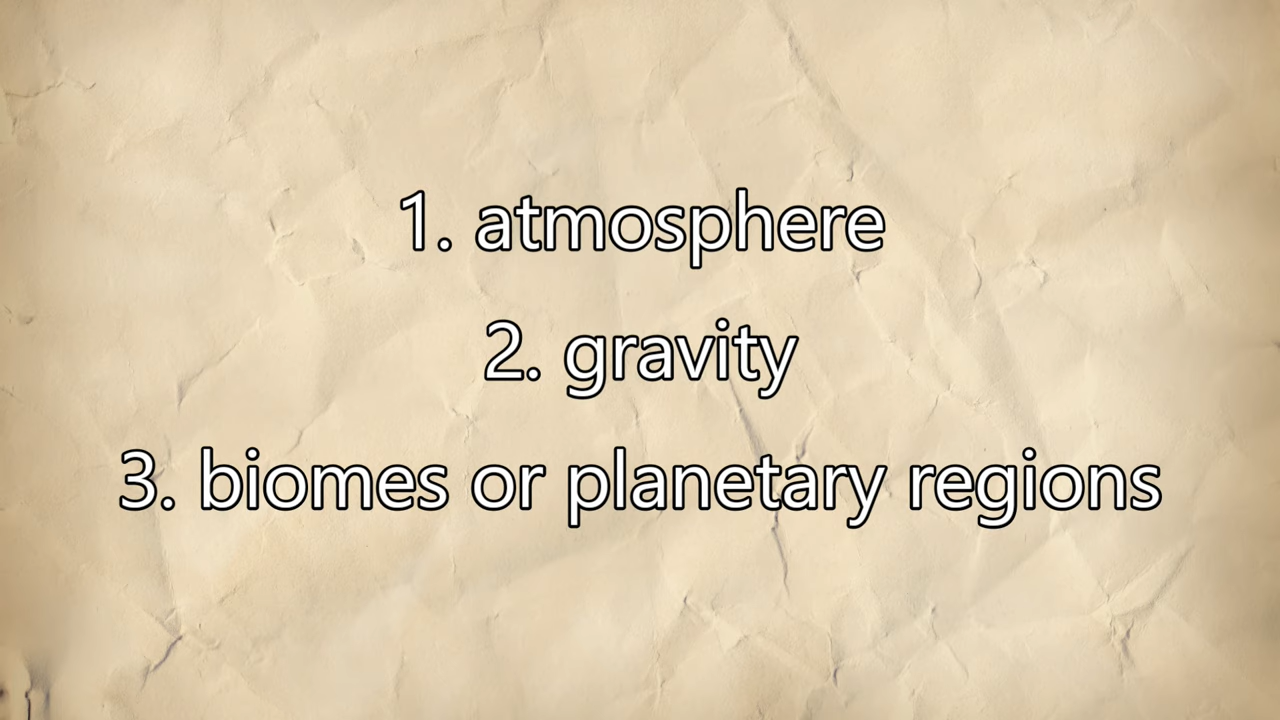 1. atmosphere
2. gravity
3. biomes or planetary regions